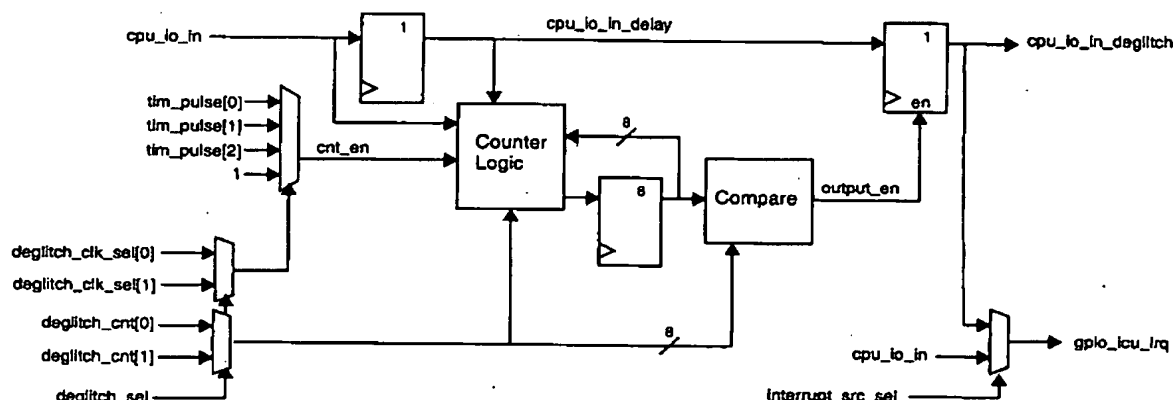 cpu_io_in
1
cpu_io_in_delay
1
cpu_io_in_deglitch
en
tim_pulse[0]
tim_pulse[1]
tim_pulse[2]
1
cnt_en
Counter
Logic
8
8
Compare
output_en
deglitch_clk_sel[0]
deglitch_clk_sel[1]
deglitch_cnt[0]
deglitch_cnt[1]
8
deglitch_sel
cpu_io_in
gpio_icu_irq
interrupt_src_sel